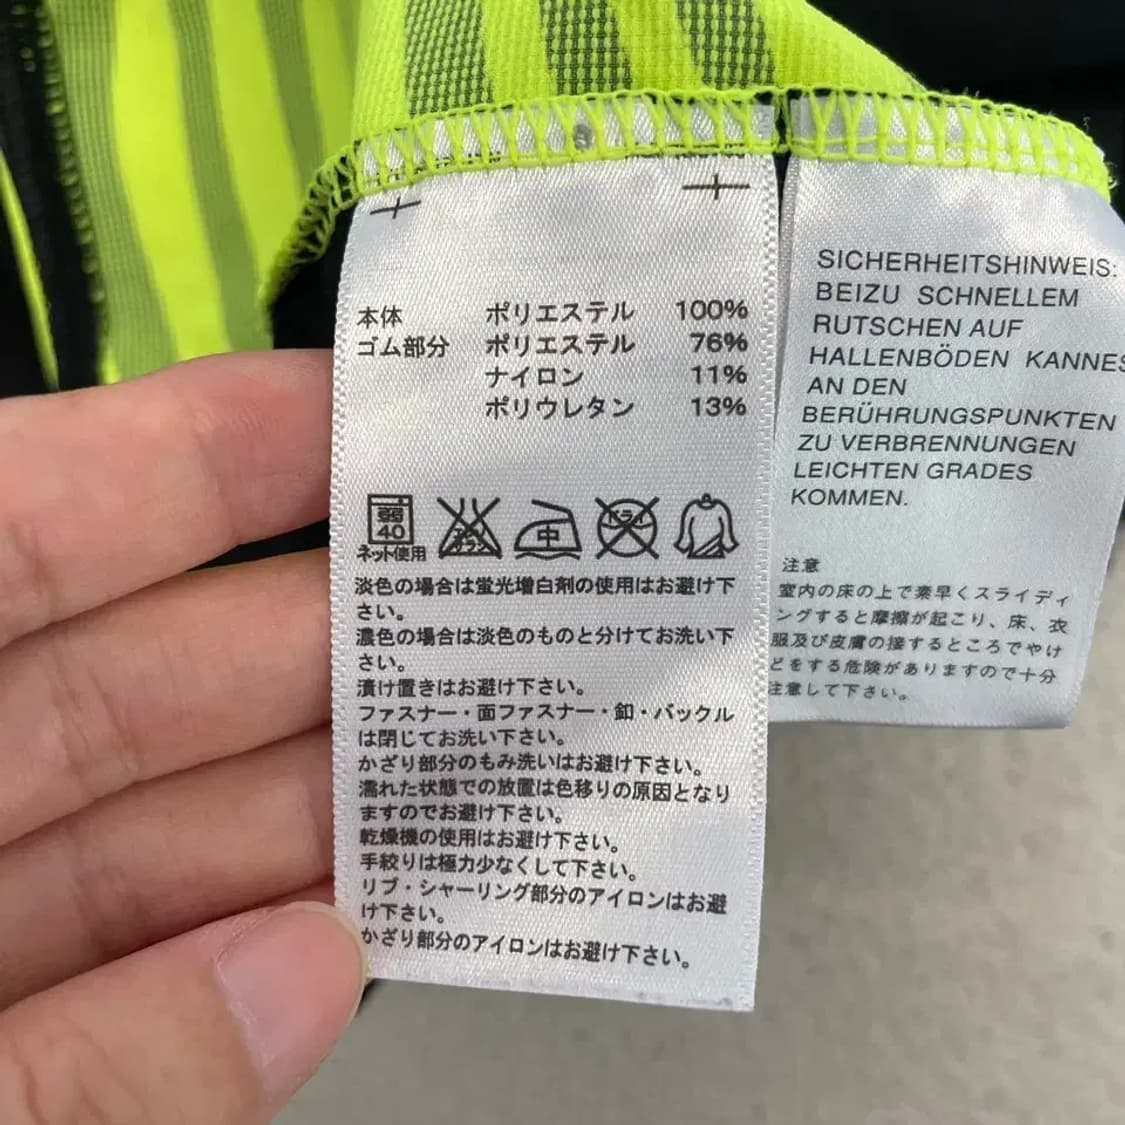 本体 ポリエステル 100%
ゴム部分 ポリエステル 76%
ナイロン 11%
ポリウレタン 13%
弱
40
ネット使用
エンソ
サラシ
中
ドライ
淡色の場合は蛍光増白剤の使用はお避け下
さい。
濃色の場合は淡色のものと分けてお洗い下
さい。
漬け置きはお避け下さい。
ファスナー・面ファスナー・釦・バックル
は閉じてお洗い下さい。
かざり部分のもみ洗いはお避け下さい。
濡れた状態での放置は色移りの原因となり
ますのでお避け下さい。
乾燥機の使用はお避け下さい。
手絞りは極力少なくして下さい。
リブ・シャーリング部分のアイロンはお避
け下さい。
かざり部分のアイロンはお避け下さい。
SICHERHEITSHINWEIS:
BEIZU SCHNELLEM
RUTSCHEN AUF
HALLENBÖDEN KANNES
AN DEN
BERÜHRUNGSPUNKTEN
ZU VERBRENNUNGEN
LEICHTEN GRADES
KOMMEN.
注意
室内の床の上で素早くスライディ
ングすると摩擦が起こり、床、衣
服及び皮膚の接するところでやけ
どをする危険がありますので十分
注意して下さい。